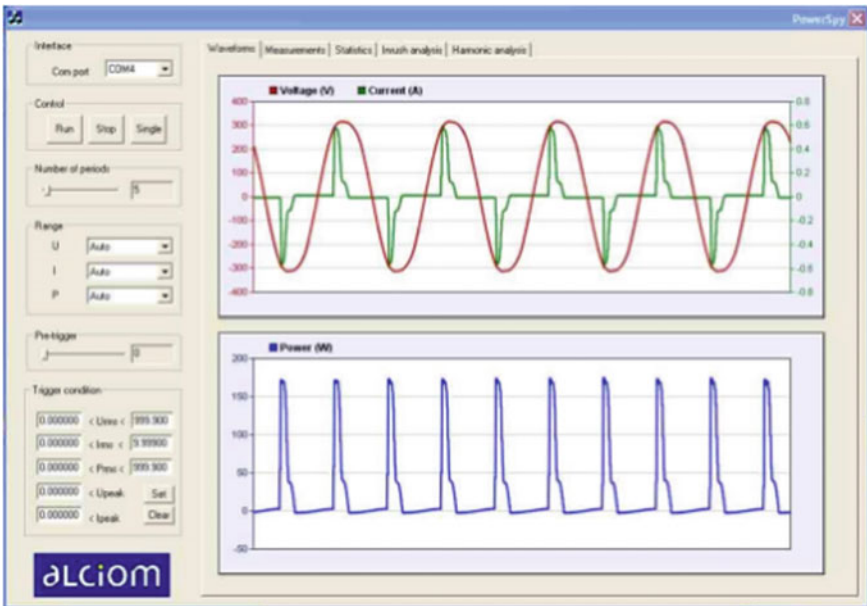 PowerSpy
Interface
Com port COM4
Control
Run Stop Single
Number of periods
5
Range
U Auto
I Auto
P Auto
Pre-trigger
0
Trigger condition
0.000000 < Urms < 999.900
0.000000 < Irms < 9.99900
0.000000 < Prms < 999.900
0.000000 < Upeak Set
0.000000 < Ipeak Clear
ALCIOM
Waveforms Measurements Statistics Inrush analysis Harmonic analysis
Voltage (V) Current (A)
400 0.8
300 0.6
200 0.4
100 0.2
0 0
-100 -0.2
-200 -0.4
-300 -0.6
-400 -0.8
Power (W)
200
150
100
50
0
-50